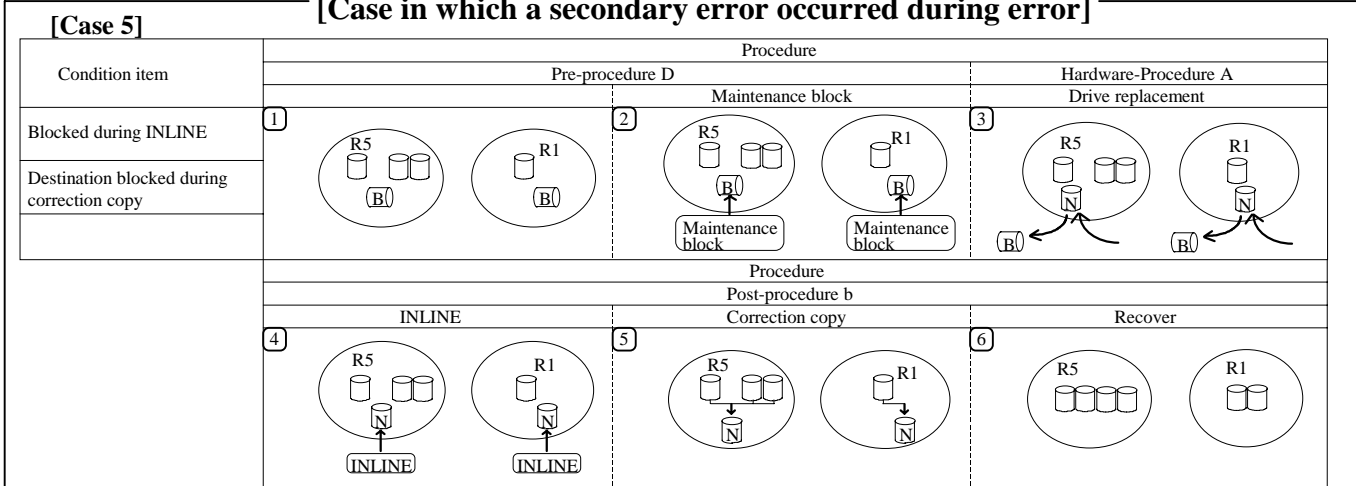 [Case in which a secondary error occurred during error]
[Case 5]
Condition item
Procedure
Pre-procedure D
Hardware-Procedure A
Maintenance block
Drive replacement
Blocked during INLINE
Destination blocked during
correction copy
1
R5
B
R1
B
2
R5
B
Maintenance
block
R1
B
Maintenance
block
3
R5
N
B
R1
N
B
Procedure
Post-procedure b
INLINE
Correction copy
Recover
4
R5
N
INLINE
R1
N
INLINE
5
R5
N
R1
N
6
R5
R1